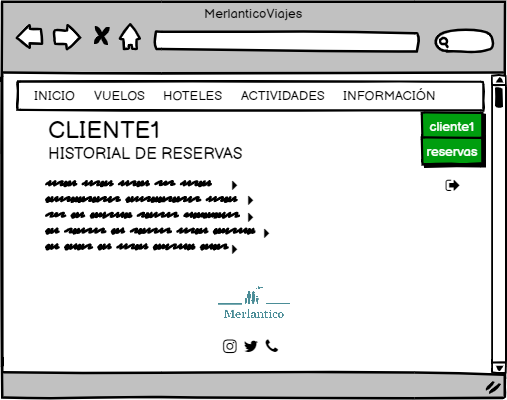 MerlanticoViajes
INICIO VUELOS HOTELES ACTIVIDADES INFORMACIÓN
CLIENTE1
cliente1
HISTORIAL DE RESERVAS
reservas
Merlantico